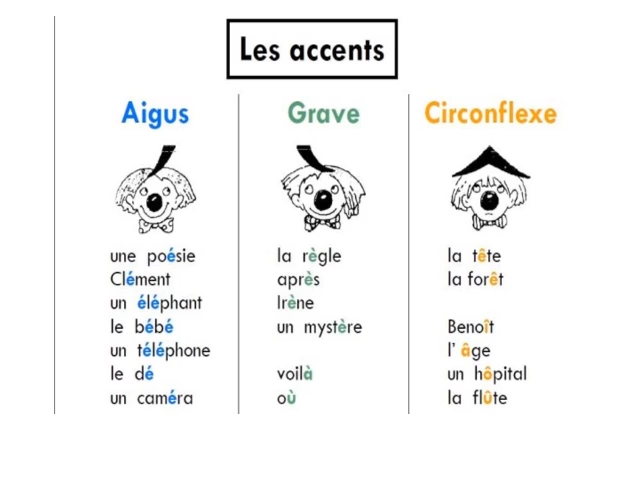 Les accents
Aigus
une poésie
Clément
un éléphant
le bébé
un téléphone
le dé
un caméra
Grave
la règle
après
Irène
un mystère
voilà
où
Circonflexe
la tête
la forêt
Benoît
l' âge
un hôpital
la flûte